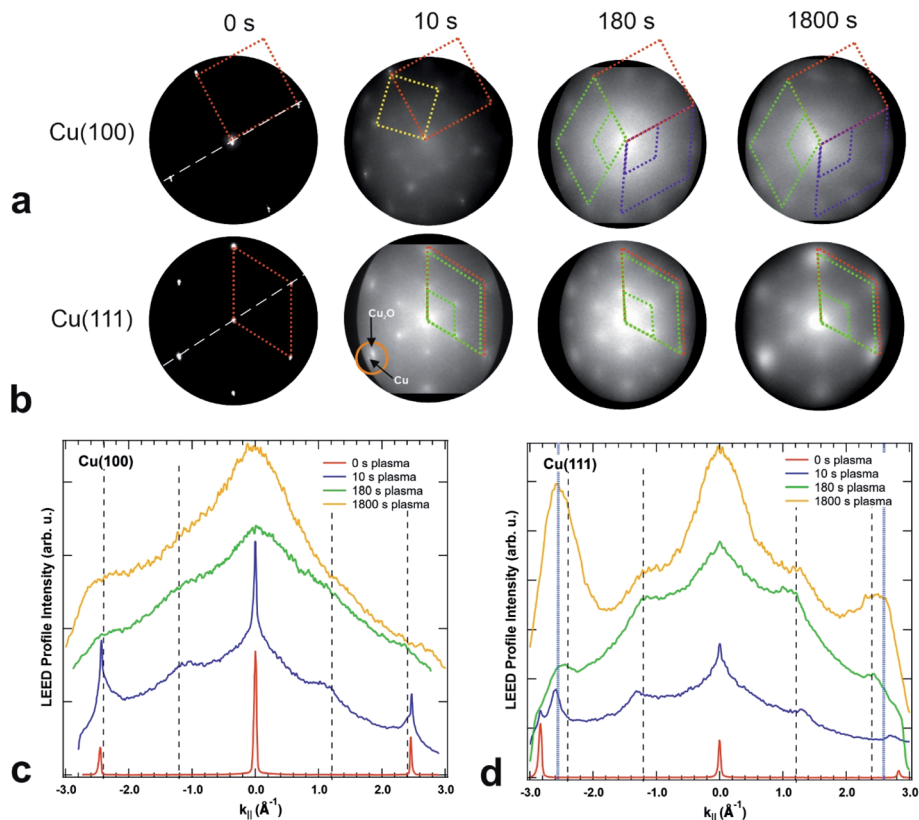 0 s 10 s 180 s 1800 s
Cu(100)
a
Cu(111)
Cu₂O
Cu
b
Cu(100)
0 s plasma
10 s plasma
180 s plasma
1800 s plasma
LEED Profile Intensity (arb. u.)
c
-3.0 -2.0 -1.0 0.0 1.0 2.0 3.0
k|| (Å⁻¹)
Cu(111)
0 s plasma
10 s plasma
180 s plasma
1800 s plasma
LEED Profile Intensity (arb. u.)
d
-3.0 -2.0 -1.0 0.0 1.0 2.0 3.0
k|| (Å⁻¹)